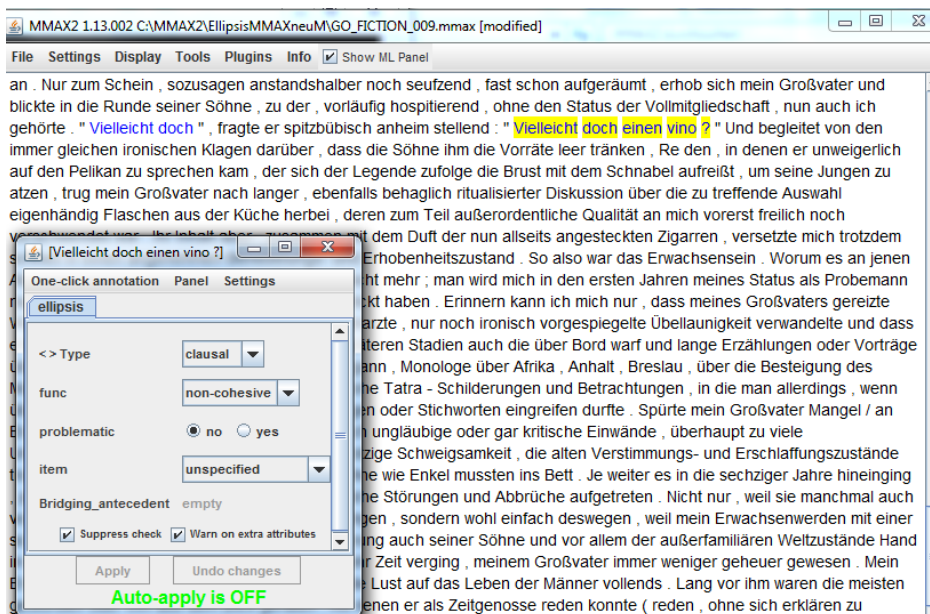 MMAX2 1.13.002 C:\MMAX2\EllipsisMMAXneuM\GO_FICTION_009.mmax [modified]
File Settings Display Tools Plugins Info Show ML Panel
an . Nur zum Schein , sozusagen anstandshalber noch seufzend , fast schon aufgeräumt , erhob sich mein Großvater und
blickte in die Runde seiner Söhne , zu der , vorläufig hospitierend , ohne den Status der Vollmitgliedschaft , nun auch ich
gehörte . " Vielleicht doch " , fragte er spitzbübisch anheim stellend : " Vielleicht doch einen vino ? " Und begleitet von den
immer gleichen ironischen Klagen darüber , dass die Söhne ihm die Vorräte leer tränken , Re den , in denen er unweigerlich
auf den Pelikan zu sprechen kam , der sich der Legende zufolge die Brust mit dem Schnabel aufreißt , um seine Jungen zu
atzen , trug mein Großvater nach langer , ebenfalls behaglich ritualisierter Diskussion über die zu treffende Auswahl
eigenhändig Flaschen aus der Küche herbei , deren zum Teil außerordentliche Qualität an mich vorerst freilich noch
mit dem Duft der nun allseits angesteckten Zigarren , versetzte mich trotzdem
Erhobenheitszustand . So also war das Erwachsensein . Worum es an jenen
ht mehr ; man wird mich in den ersten Jahren meines Status als Probemann
kt haben . Erinnern kann ich mich nur , dass meines Großvaters gereizte
arzte , nur noch ironisch vorgespiegelte Übellaunigkeit verwandelte und dass
äteren Stadien auch die über Bord warf und lange Erzählungen oder Vorträge
ann , Monologe über Afrika , Anhalt , Breslau , über die Besteigung des
he Tatra - Schilderungen und Betrachtungen , in die man allerdings , wenn
en oder Stichworten eingreifen durfte . Spürte mein Großvater Mangel / an
ungläubige oder gar kritische Einwände , überhaupt zu viele
zige Schweigsamkeit , die alten Verstimmungs- und Erschlaffungszustände
ne wie Enkel mussten ins Bett . Je weiter es in die sechziger Jahre hineinging
he Störungen und Abbrüche aufgetreten . Nicht nur , weil sie manchmal auch
gen , sondern wohl einfach deswegen , weil mein Erwachsenwerden mit einer
ung auch seiner Söhne und vor allem der außerfamiliären Weltzustände Hand
Zeit verging , meinem Großvater immer weniger geheuer gewesen . Mein
Lust auf das Leben der Männer vollends . Lang vor ihm waren die meisten
enen er als Zeitgenosse reden konnte ( reden , ohne sich erklären zu
[Vielleicht doch einen vino ?]
One-click annotation Panel Settings
ellipsis
<> Type clausal
func non-cohesive
problematic no yes
item unspecified
Bridging_antecedent empty
Suppress check Warn on extra attributes
Apply Undo changes
Auto-apply is OFF